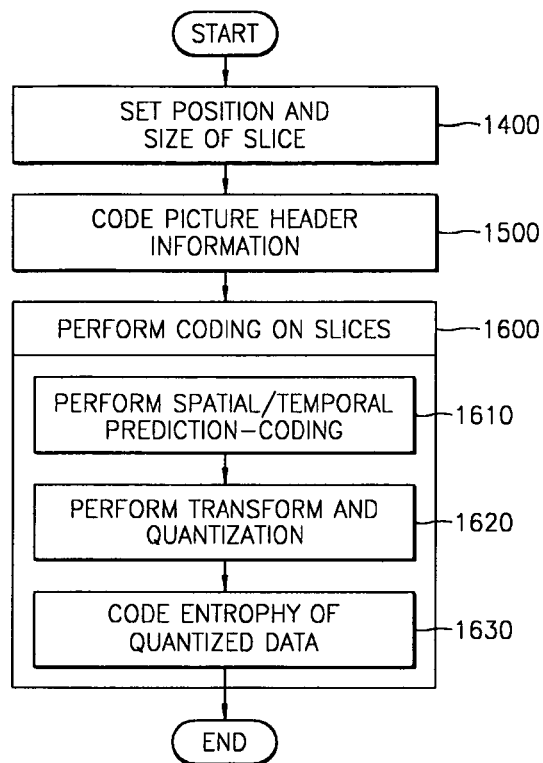 START
SET POSITION AND
SIZE OF SLICE
1400
CODE PICTURE HEADER
INFORMATION
1500
PERFORM CODING ON SLICES
1600
PERFORM SPATIAL/TEMPORAL
PREDICTION-CODING
1610
PERFORM TRANSFORM AND
QUANTIZATION
1620
CODE ENTROPHY OF
QUANTIZED DATA
1630
END